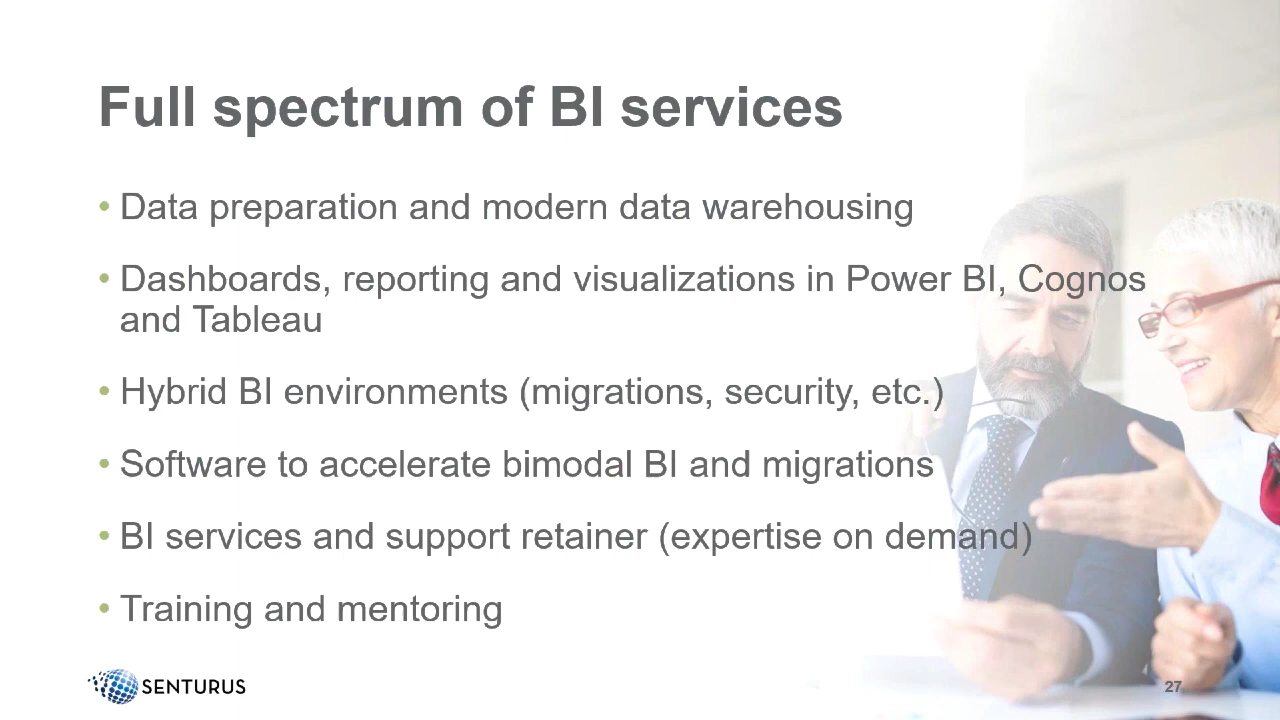 Full spectrum of BI services
• Data preparation and modern data warehousing
• Dashboards, reporting and visualizations in Power BI, Cognos
and Tableau
• Hybrid BI environments (migrations, security, etc.)
• Software to accelerate bimodal BI and migrations
• BI services and support retainer (expertise on demand)
• Training and mentoring
SENTURUS
27